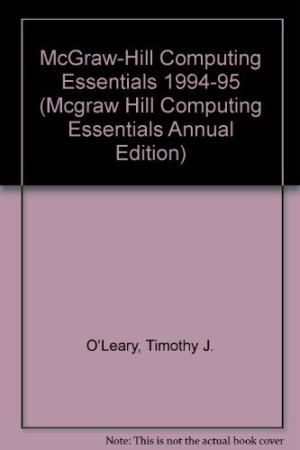 McGraw-Hill Computing
Essentials 1994-95
(Mcgraw Hill Computing
Essentials Annual
Edition)
O'Leary, Timothy J.
Note: This is not the actual book cover